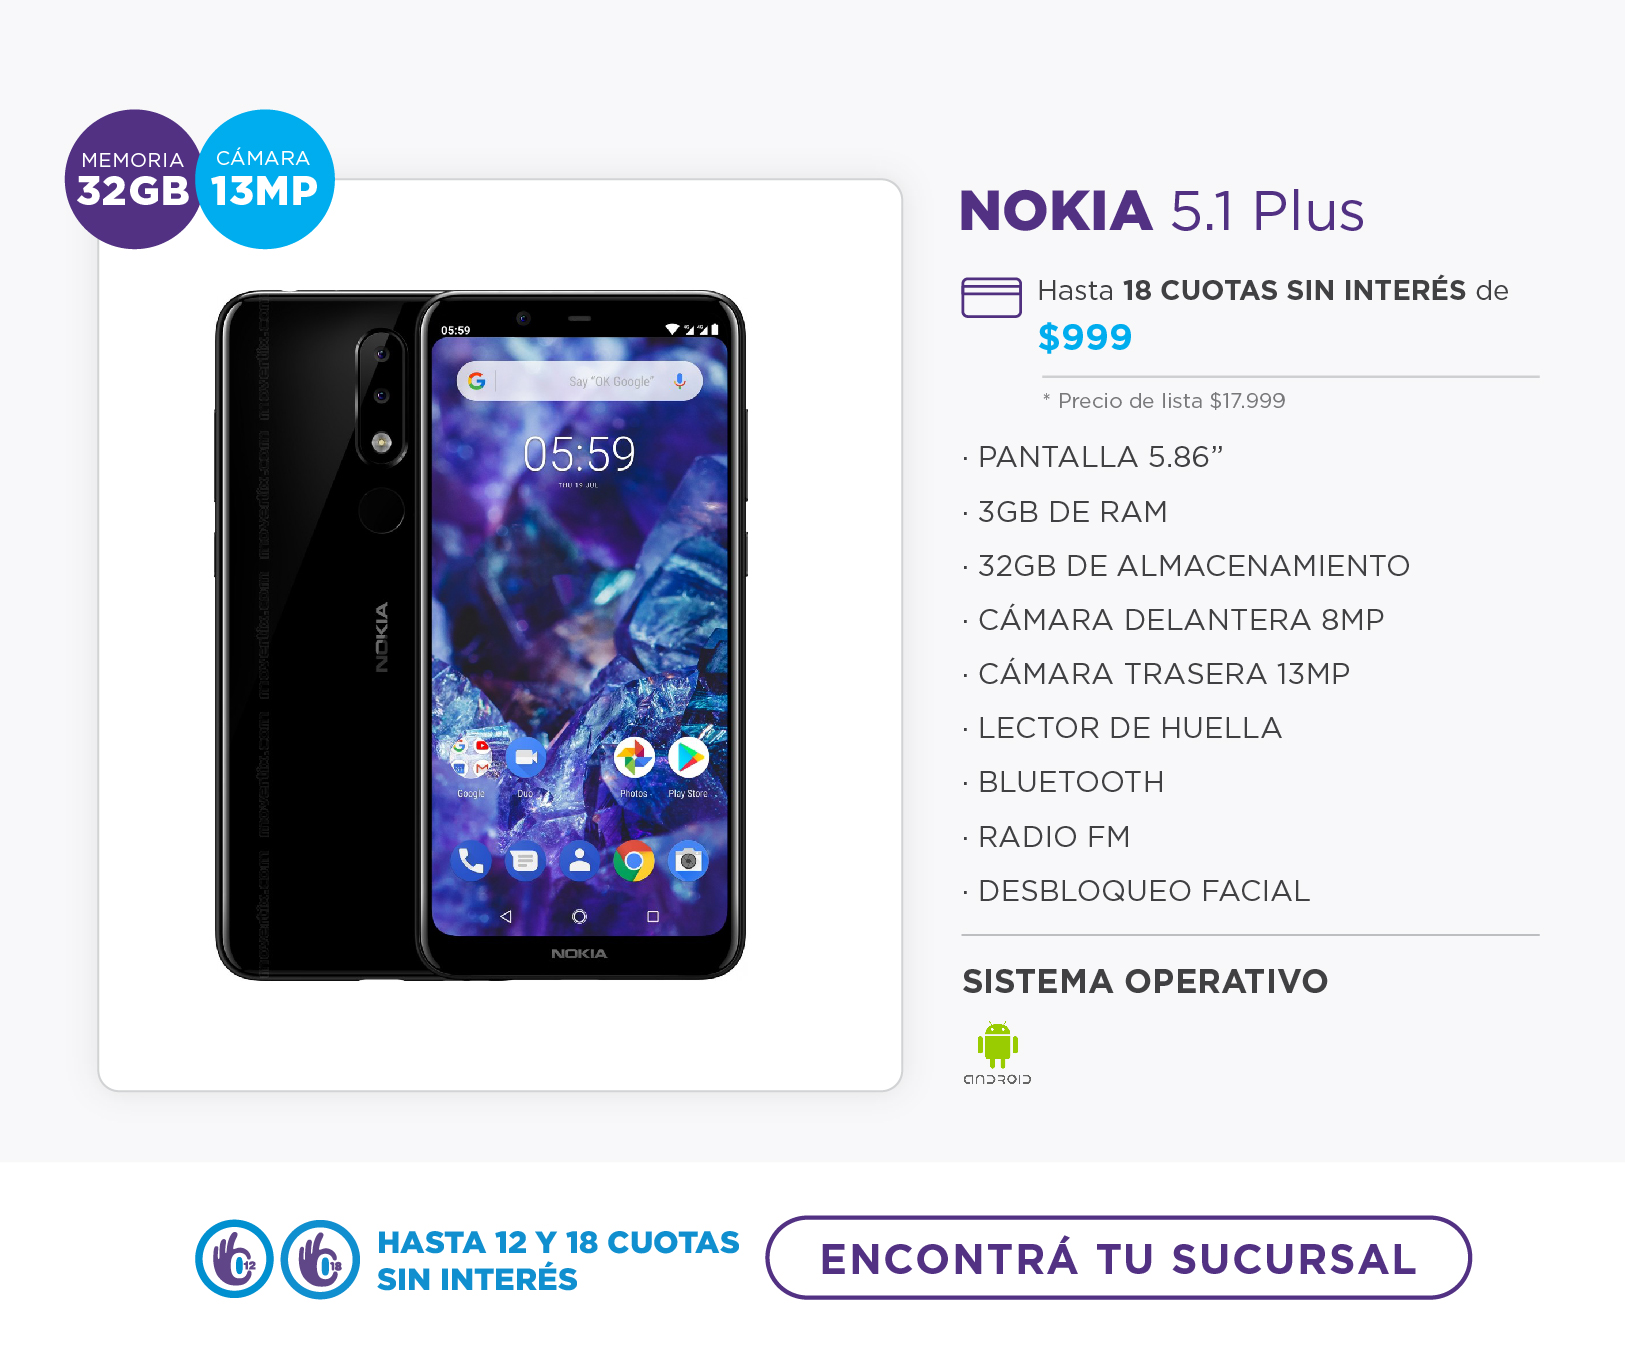 MEMORIA
32GB
CÁMARA
13MP
NOKIA 5.1 Plus
Hasta 18 CUOTAS SIN INTERÉS de
$999
* Precio de lista $17.999
· PANTALLA 5.86”
· 3GB DE RAM
· 32GB DE ALMACENAMIENTO
· CÁMARA DELANTERA 8MP
· CÁMARA TRASERA 13MP
· LECTOR DE HUELLA
· BLUETOOTH
· RADIO FM
· DESBLOQUEO FACIAL
SISTEMA OPERATIVO
ANDROID
05:59
Say “OK Google”
05:59
THU 19 JUL
NOKIA
Google
Duo
Photos
Play Store
NOKIA
12
18
HASTA 12 Y 18 CUOTAS
SIN INTERÉS
ENCONTRÁ TU SUCURSAL